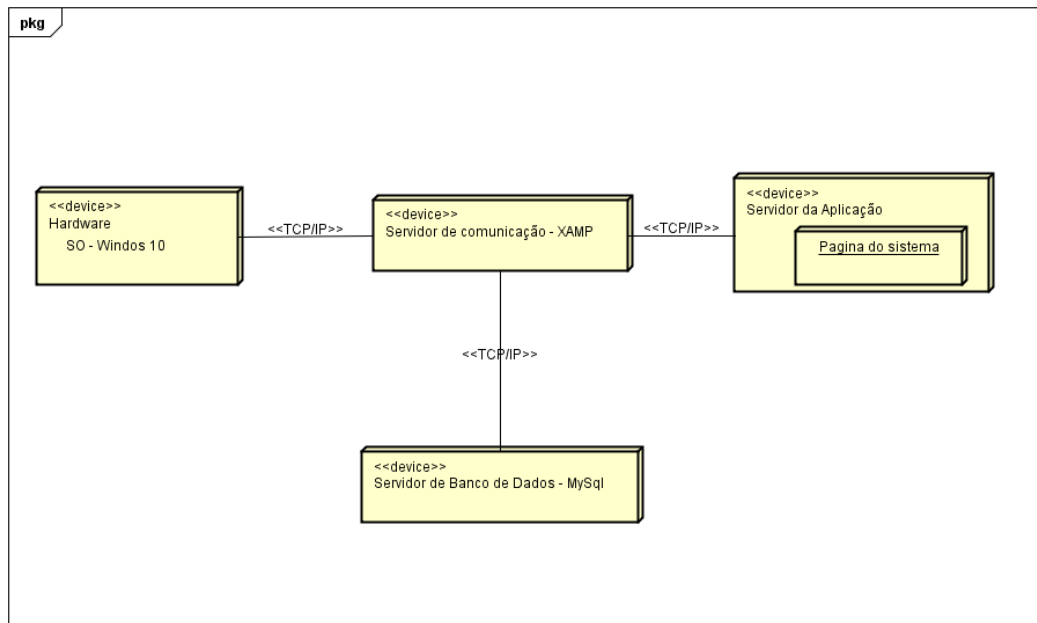 pkg
<<device>>
Hardware
SO - Windos 10
<<TCP/IP>>
<<device>>
Servidor de comunicação - XAMP
<<TCP/IP>>
<<device>>
Servidor da Aplicação
Pagina do sistema
<<TCP/IP>>
<<device>>
Servidor de Banco de Dados - MySql